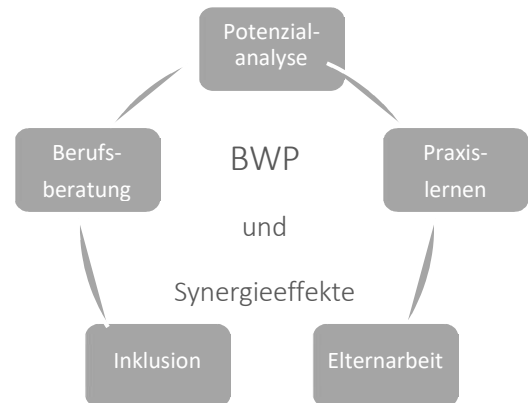 Potenzial-
analyse
Berufs-
beratung
BWP
Praxis-
lernen
und
Synergieeffekte
Inklusion
Elternarbeit